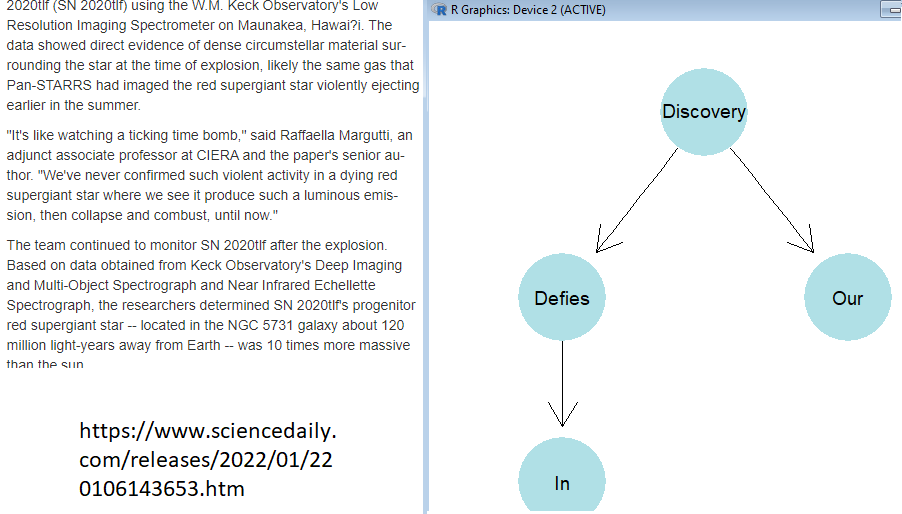 2020tlf (SN 2020tlf) using the W.M. Keck Observatory's Low
Resolution Imaging Spectrometer on Maunakea, Hawai?i. The
data showed direct evidence of dense circumstellar material sur-
rounding the star at the time of explosion, likely the same gas that
Pan-STARRS had imaged the red supergiant star violently ejecting
earlier in the summer.
"It's like watching a ticking time bomb," said Raffaella Margutti, an
adjunct associate professor at CIERA and the paper's senior au-
thor. "We've never confirmed such violent activity in a dying red
supergiant star where we see it produce such a luminous emis-
sion, then collapse and combust, until now."
The team continued to monitor SN 2020tlf after the explosion.
Based on data obtained from Keck Observatory's Deep Imaging
and Multi-Object Spectrograph and Near Infrared Echellette
Spectrograph, the researchers determined SN 2020tlf's progenitor
red supergiant star -- located in the NGC 5731 galaxy about 120
million light-years away from Earth -- was 10 times more massive
than the sun
https://www.sciencedaily.
com/releases/2022/01/22
0106143653.htm
R Graphics: Device 2 (ACTIVE)
Discovery
Defies
Our
In